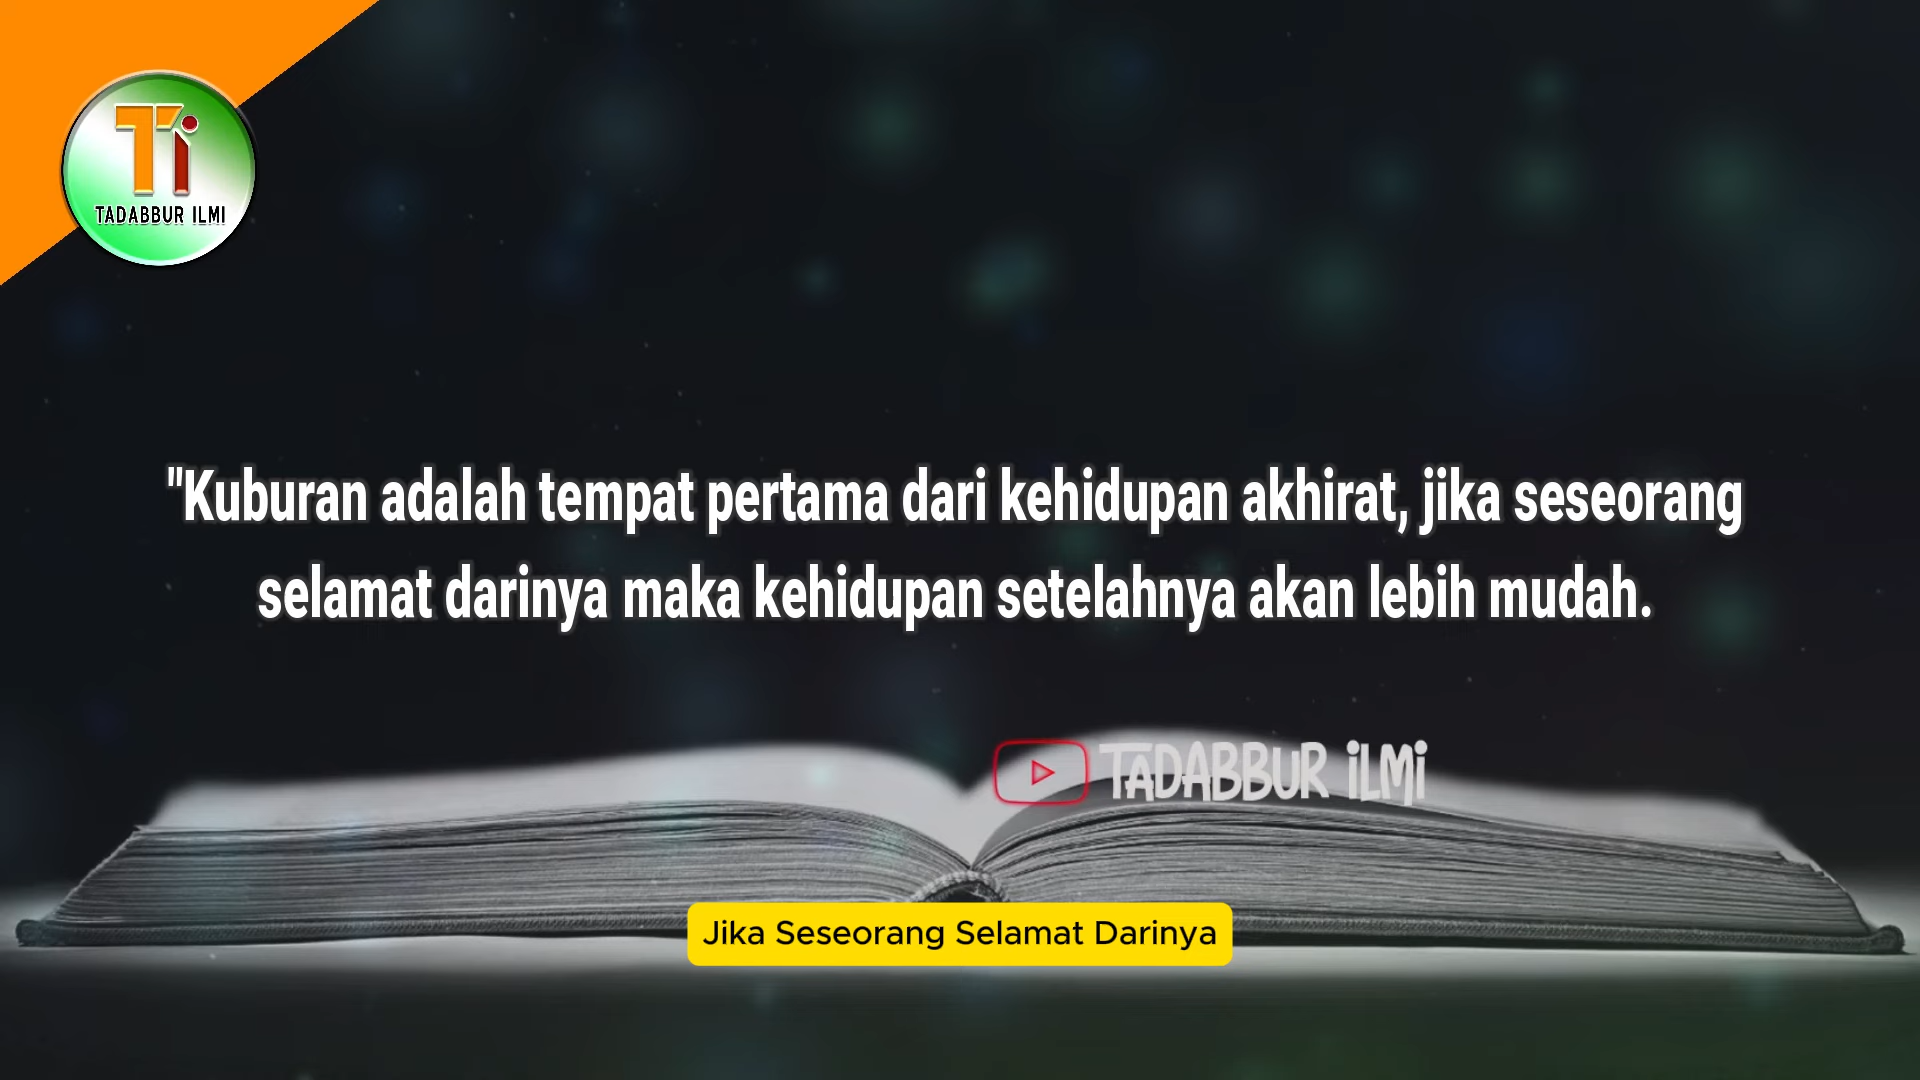 Ti
TADABBUR ILMI
"Kuburan adalah tempat pertama dari kehidupan akhirat, jika seseorang
selamat darinya maka kehidupan setelahnya akan lebih mudah.
TADABBUR iLMi
Jika Seseorang Selamat Darinya